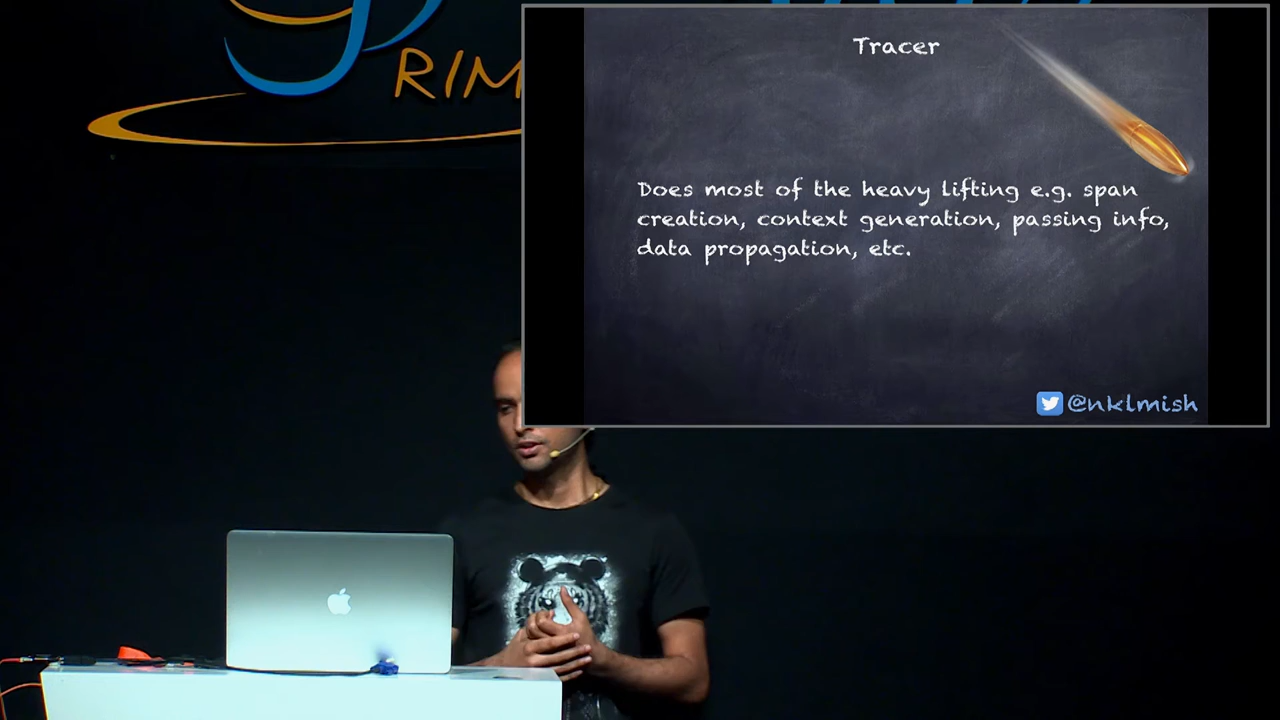 RIM
Tracer
Does most of the heavy lifting e.g. span
creation, context generation, passing info,
data propagation, etc.
@nklmish